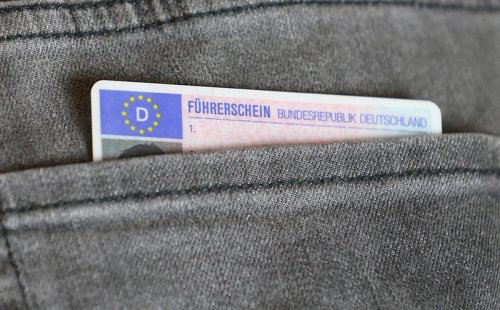 D
FÜHRERSCHEIN BUNDESREPUBLIK DEUTSCHLAND
1.